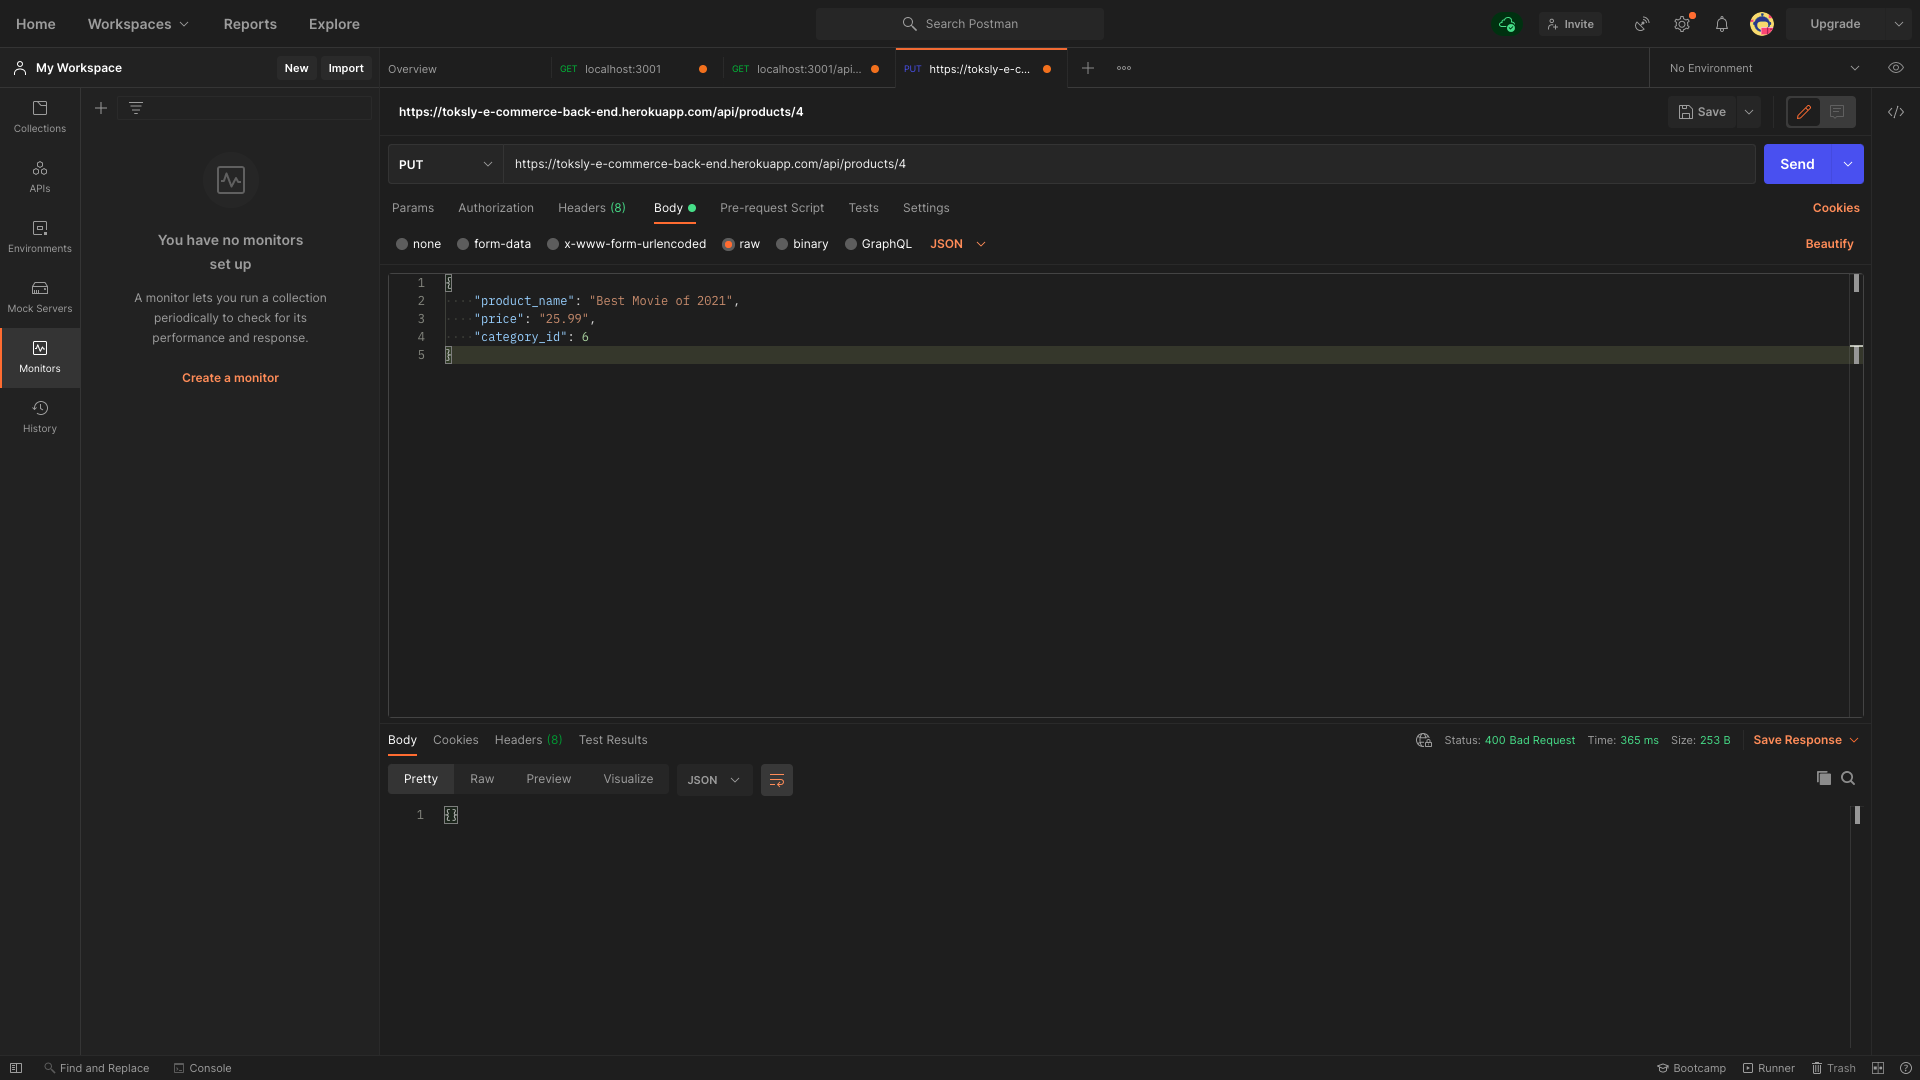 Home Workspaces Reports Explore Search Postman Invite Upgrade
My Workspace New Import Overview GET localhost:3001 GET localhost:3001/api... PUT https://toksly-e-c... No Environment
https://toksly-e-commerce-back-end.herokuapp.com/api/products/4 Save
PUT https://toksly-e-commerce-back-end.herokuapp.com/api/products/4 Send
Params Authorization Headers (8) Body Pre-request Script Tests Settings Cookies
none form-data x-www-form-urlencoded raw binary GraphQL JSON Beautify
Collections
APIs
Environments
Mock Servers
Monitors
History
You have no monitors
set up
A monitor lets you run a collection
periodically to check for its
performance and response.
Create a monitor
1 {
2 "product_name": "Best Movie of 2021",
3 "price": "25.99",
4 "category_id": 6
5 }
Body Cookies Headers (8) Test Results Status: 400 Bad Request Time: 365 ms Size: 253 B Save Response
Pretty Raw Preview Visualize JSON
1 {}
Find and Replace Console Bootcamp Runner Trash